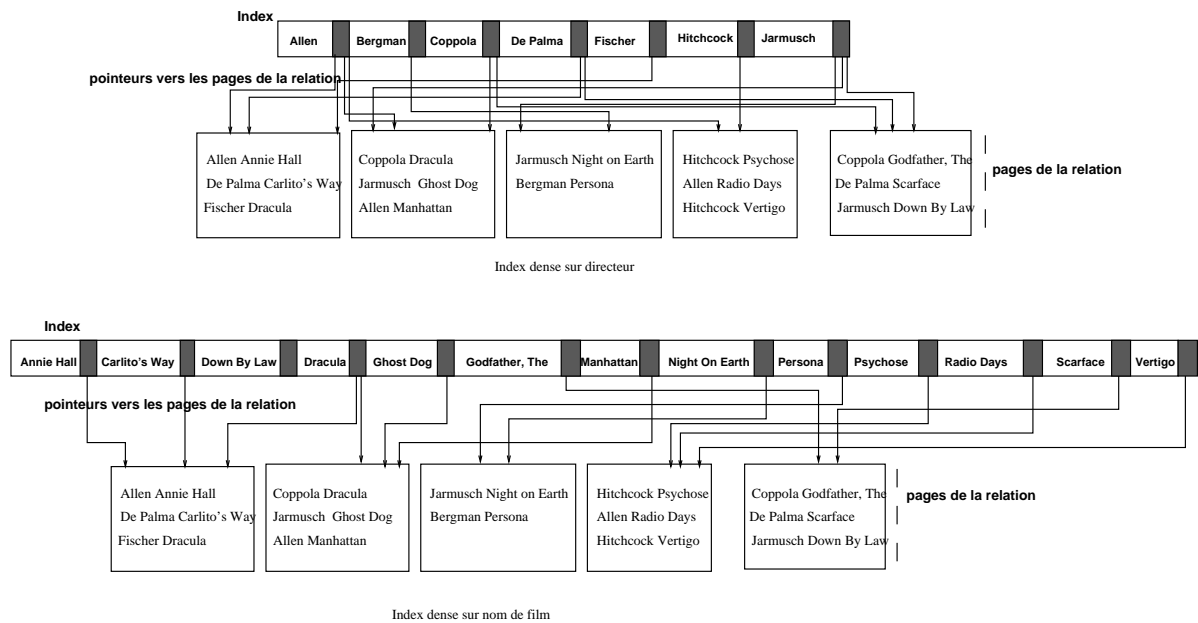 Index
Allen Bergman Coppola De Palma Fischer Hitchcock Jarmusch
pointeurs vers les pages de la relation
Allen Annie Hall
De Palma Carlito's Way
Fischer Dracula
Coppola Dracula
Jarmusch Ghost Dog
Allen Manhattan
Jarmusch Night on Earth
Bergman Persona
Hitchcock Psychose
Allen Radio Days
Hitchcock Vertigo
Coppola Godfather, The
De Palma Scarface
Jarmusch Down By Law
pages de la relation
Index dense sur directeur
Index
Annie Hall Carlito's Way Down By Law Dracula Ghost Dog Godfather, The Manhattan Night On Earth Persona Psychose Radio Days Scarface Vertigo
pointeurs vers les pages de la relation
Allen Annie Hall
De Palma Carlito's Way
Fischer Dracula
Coppola Dracula
Jarmusch Ghost Dog
Allen Manhattan
Jarmusch Night on Earth
Bergman Persona
Hitchcock Psychose
Allen Radio Days
Hitchcock Vertigo
Coppola Godfather, The
De Palma Scarface
Jarmusch Down By Law
pages de la relation
Index dense sur nom de film